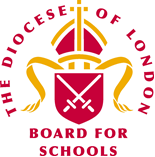 THE DIOCESE OF LONDON
BOARD FOR
SCHOOLS